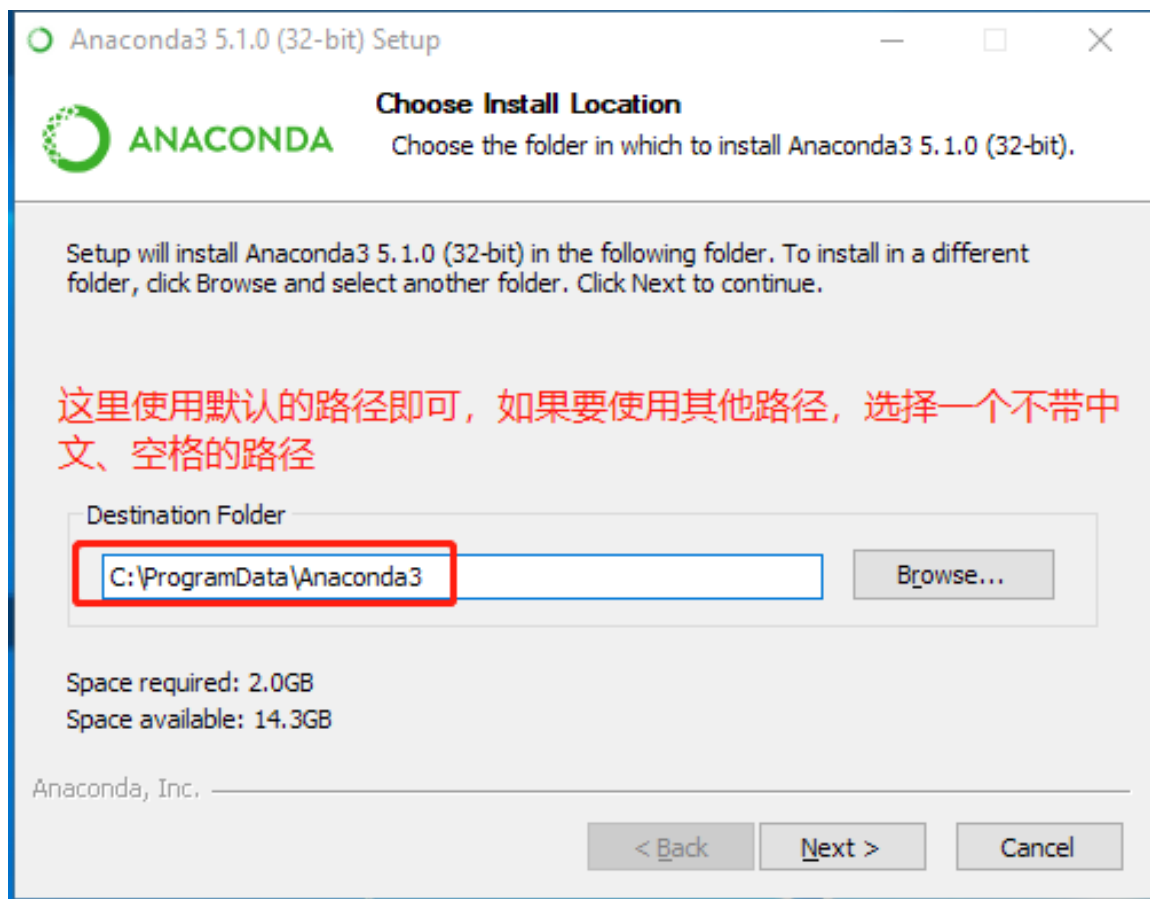 Anaconda3 5.1.0 (32-bit) Setup
ANACONDA
Choose Install Location
Choose the folder in which to install Anaconda3 5.1.0 (32-bit).
Setup will install Anaconda3 5.1.0 (32-bit) in the following folder. To install in a different
folder, click Browse and select another folder. Click Next to continue.
这里使用默认的路径即可，如果要使用其他路径，选择一个不带中
文、空格的路径
Destination Folder
C:\ProgramData\Anaconda3
Browse...
Space required: 2.0GB
Space available: 14.3GB
Anaconda, Inc.
< Back
Next >
Cancel